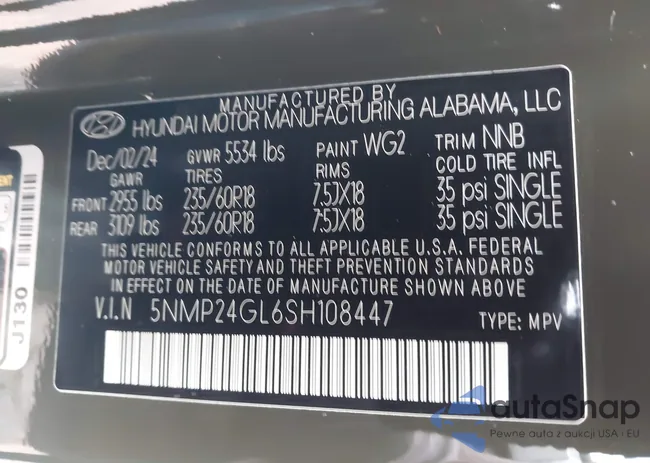 MANUFACTURED BY
HYUNDAI MOTOR MANUFACTURING ALABAMA, LLC
Dec/02/24 GVWR 5534 lbs PAINT WG2 TRIM NNB
GAWR TIRES RIMS COLD TIRE INFL
FRONT 2955 lbs 235/60R18 7.5JX18 35 psi SINGLE
REAR 3109 lbs 235/60R18 7.5JX18 35 psi SINGLE
THIS VEHICLE CONFORMS TO ALL APPLICABLE U.S.A. FEDERAL
MOTOR VEHICLE SAFETY AND THEFT PREVENTION STANDARDS
IN EFFECT ON THE DATE OF MANUFACTURE SHOWN ABOVE.
V.I.N 5NMP24GL6SH108447 TYPE: MPV
J130
autaSnap
Pewne auta z aukcji USA - EU